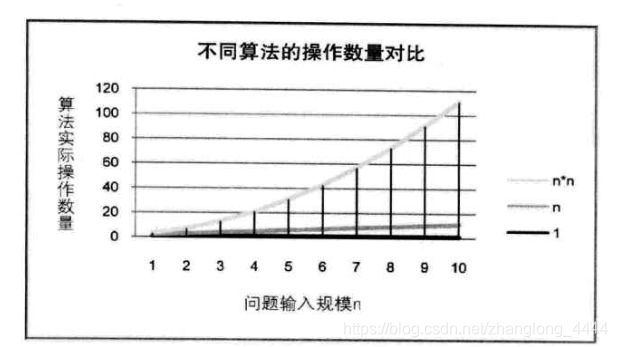 不同算法的操作数量对比
算法实际操作数量
120
100
80
60
40
20
0
1 2 3 4 5 6 7 8 9 10
问题输入规模n
n*n
n
1
https://blog.csdn.net/zhanglong_4444